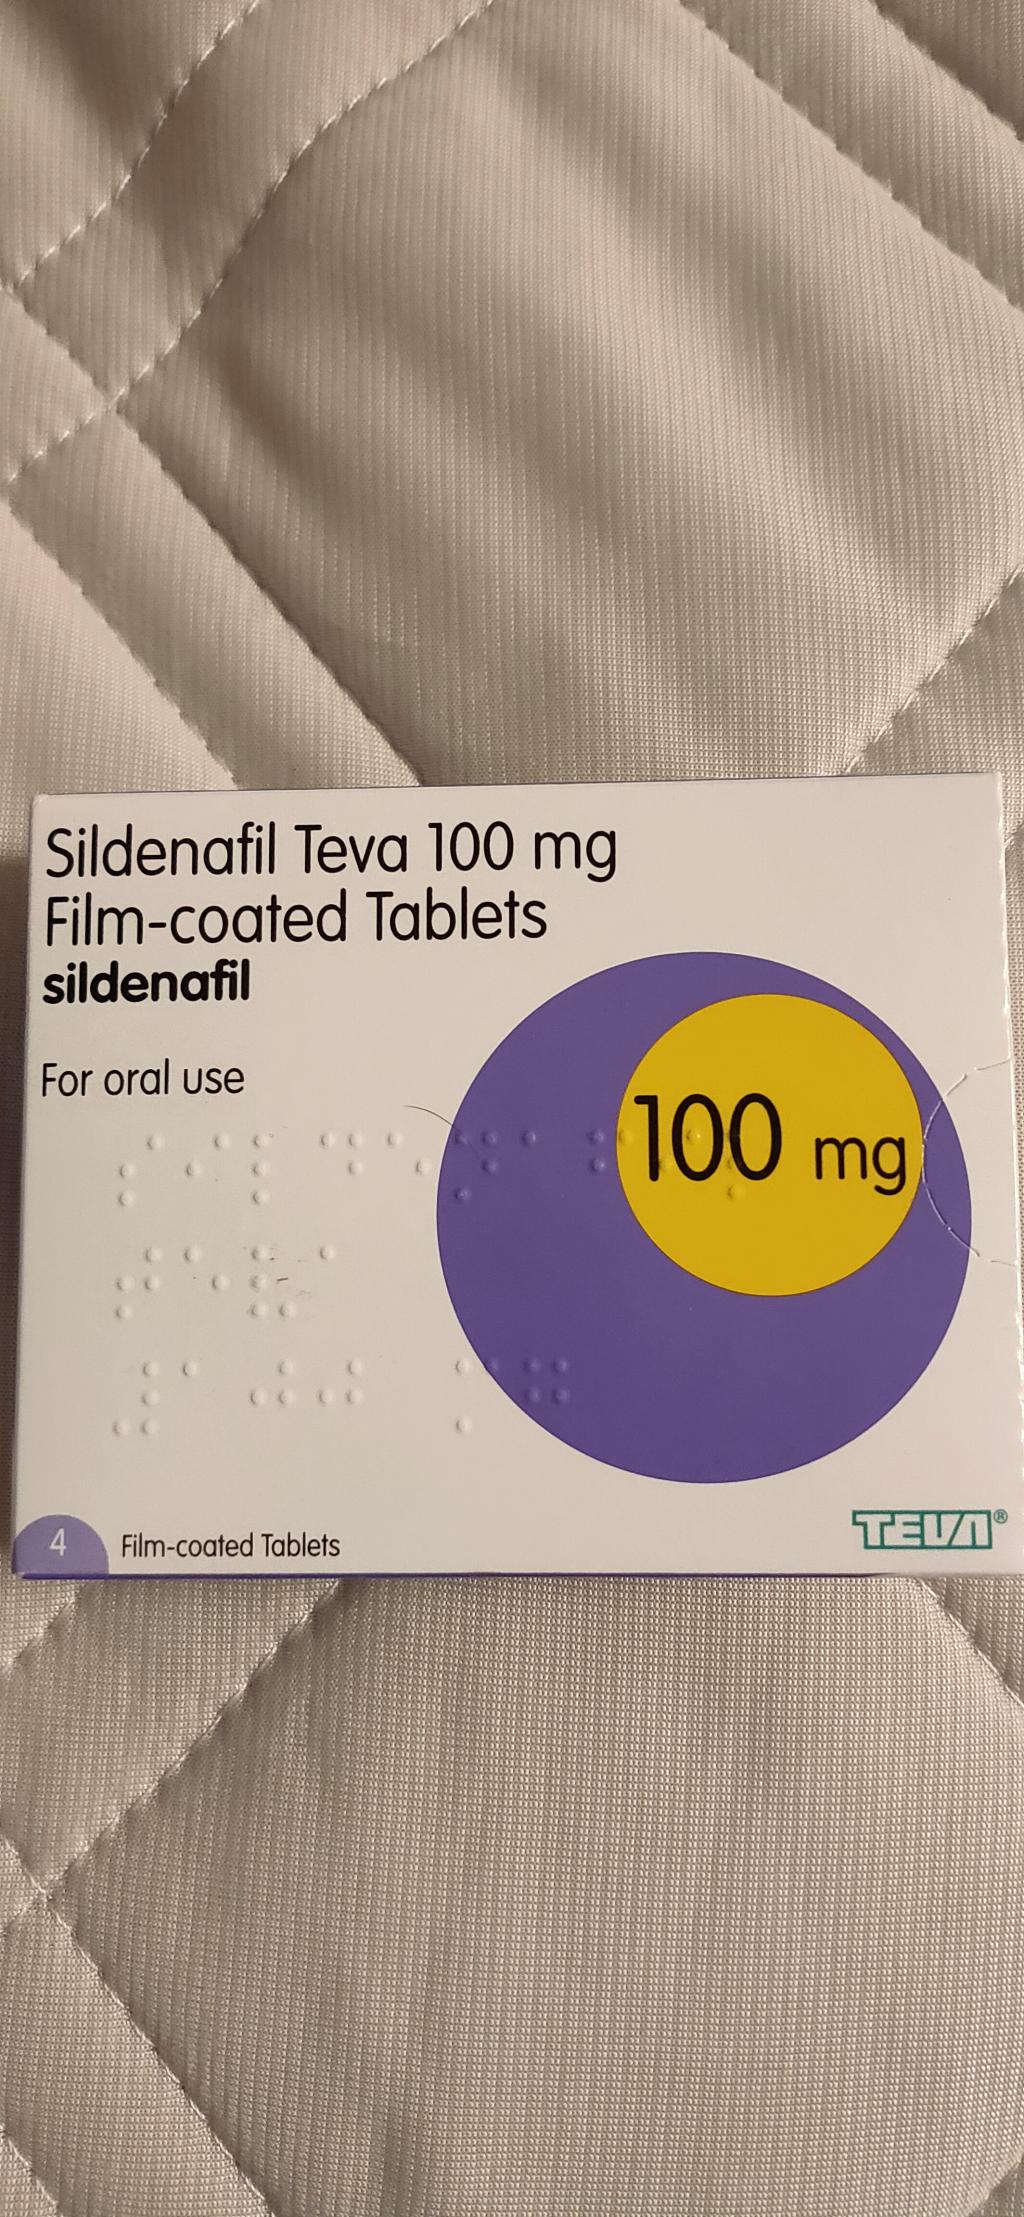 Sildenafil Teva 100 mg
Film-coated Tablets
sildenafil
For oral use
100 mg
4 Film-coated Tablets
TEVA®